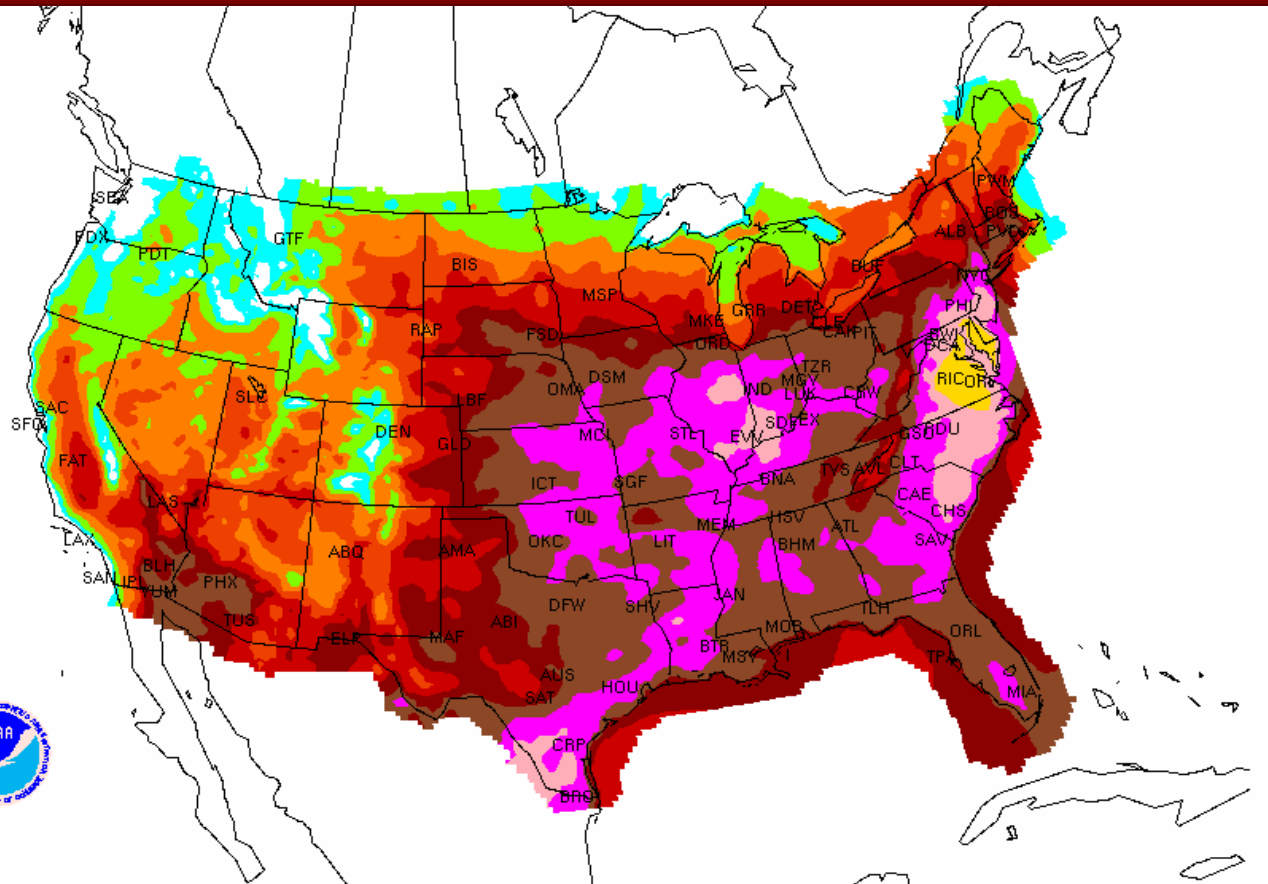 SEA
PDX
PDT
GTF
BIS
MSP
RAP
FSD
MKE
GRR
DET
BUF
ALB
PWM
BOS
PVD
NYC
PHL
PIT
ORD
DSM
OMA
LBF
DEN
GLD
SLC
SAC
SFO
FAT
LAS
LAX
SAN
IPL
YUM
BLH
PHX
TUS
ABQ
ELP
AMA
MAF
ABI
ICT
TUL
OKC
MCI
SGF
STL
IND
TZR
MGY
LUK
CRW
SDF
LEX
EVV
BNA
TYS
AVL
CLT
GSO
RDU
RIC
ORF
DCA
CAE
CHS
SAV
ATL
HSV
BHM
MEM
LIT
JAN
SHV
DFW
AUS
SAT
HOU
CRP
BRO
BTR
MSY
MOB
TLH
ORL
TPA
MIA